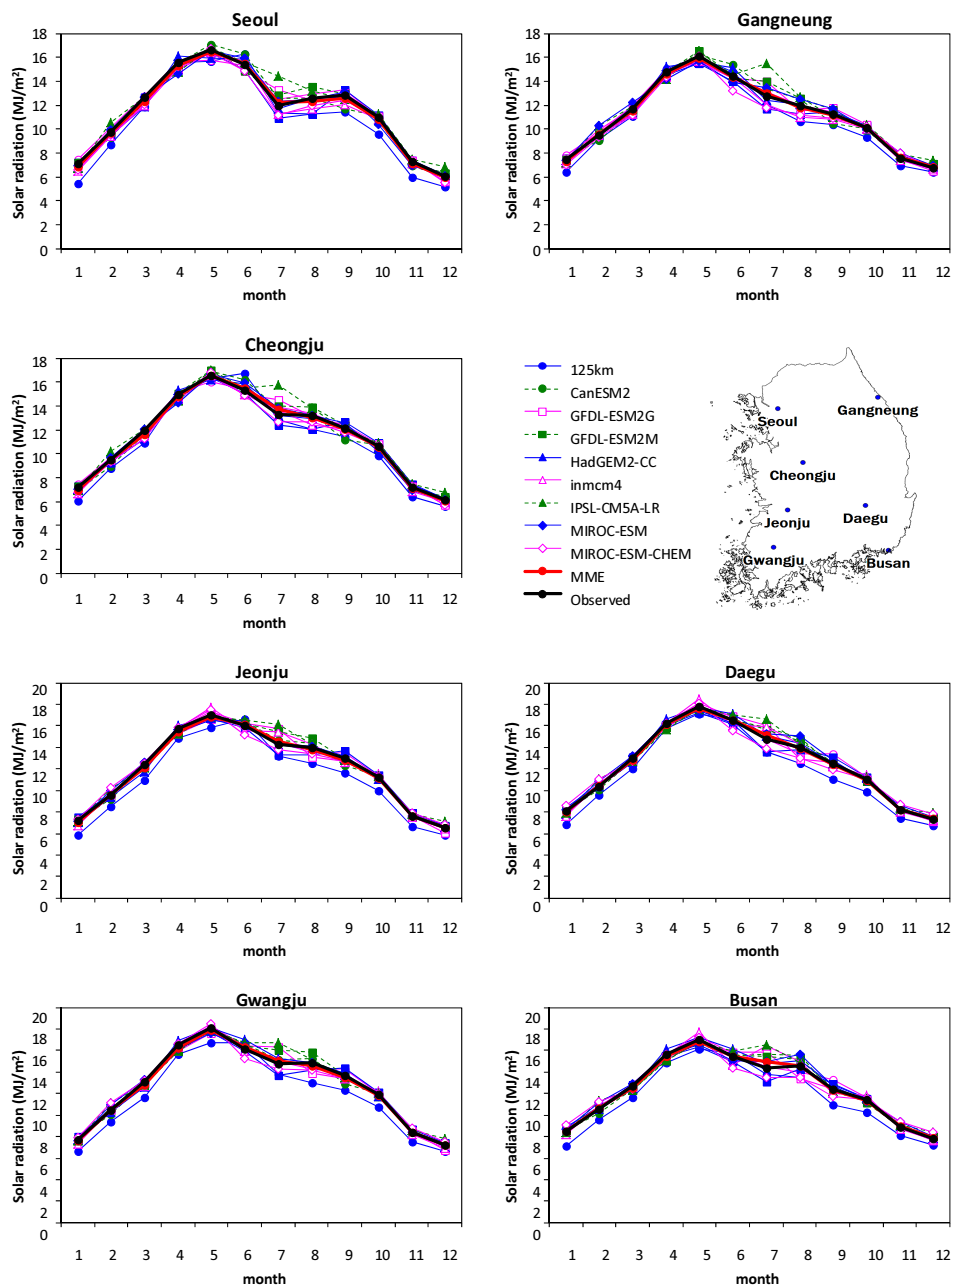 Seoul
Solar radiation (MJ/m²)
18
16
14
12
10
8
6
4
2
0
1 2 3 4 5 6 7 8 9 10 11 12
month
Gangneung
Solar radiation (MJ/m²)
18
16
14
12
10
8
6
4
2
0
1 2 3 4 5 6 7 8 9 10 11 12
month
Cheongju
Solar radiation (MJ/m²)
18
16
14
12
10
8
6
4
2
0
1 2 3 4 5 6 7 8 9 10 11 12
month
125km
CanESM2
GFDL-ESM2G
GFDL-ESM2M
HadGEM2-CC
inmcm4
IPSL-CM5A-LR
MIROC-ESM
MIROC-ESM-CHEM
MME
Observed
Seoul
Gangneung
Cheongju
Jeonju
Daegu
Gwangju
Busan
Jeonju
Solar radiation (MJ/m²)
20
18
16
14
12
10
8
6
4
2
0
1 2 3 4 5 6 7 8 9 10 11 12
month
Daegu
Solar radiation (MJ/m²)
20
18
16
14
12
10
8
6
4
2
0
1 2 3 4 5 6 7 8 9 10 11 12
month
Gwangju
Solar radiation (MJ/m²)
20
18
16
14
12
10
8
6
4
2
0
1 2 3 4 5 6 7 8 9 10 11 12
month
Busan
Solar radiation (MJ/m²)
20
18
16
14
12
10
8
6
4
2
0
1 2 3 4 5 6 7 8 9 10 11 12
month